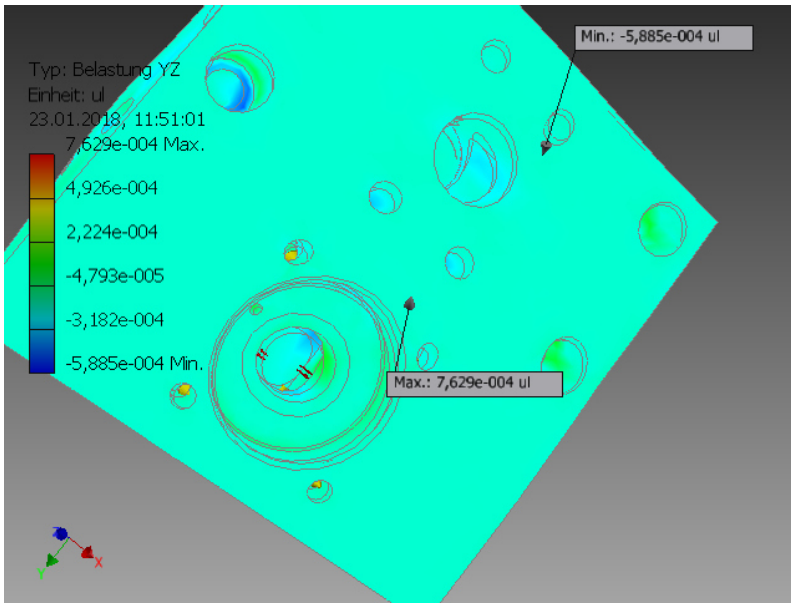 Min.: -5,885e-004 ul
Typ: Belastung YZ
Einheit: ul
23.01.2018, 11:51:01
7,629e-004 Max.
4,926e-004
2,224e-004
-4,793e-005
-3,182e-004
-5,885e-004 Min.
Max.: 7,629e-004 ul
X
Y